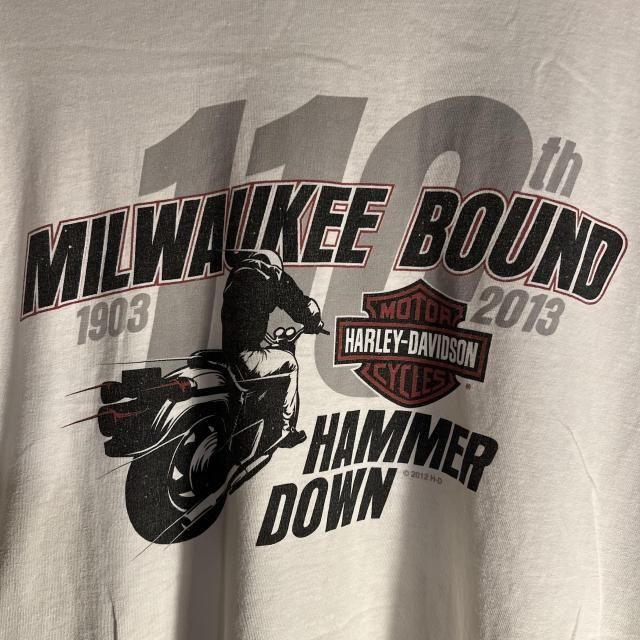 110th
MILWAUKEE BOUND
1903
2013
MOTOR
HARLEY-DAVIDSON
CYCLES
®
HAMMER
DOWN
© 2012 H-D